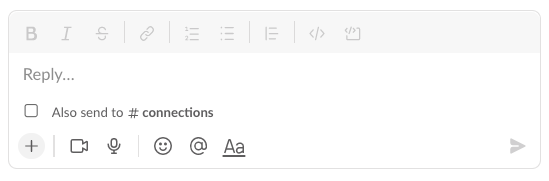 B I S
Reply...
Also send to # connections
@ Aa